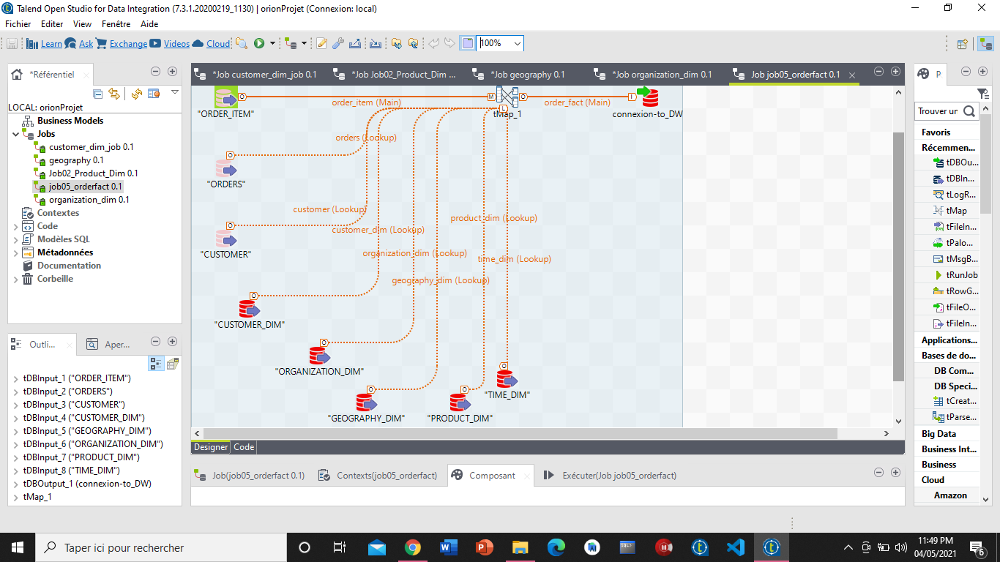 Talend Open Studio for Data Integration (7.3.1.20200219_1130) | orionProjet (Connexion: local)
Fichier Editer View Fenêtre Aide
Learn Ask Exchange Videos Cloud 100%
*Référentiel
LOCAL: orionProjet
Business Models
Jobs
customer_dim_job 0.1
geography 0.1
Job02_Product_Dim 0.1
job05_orderfact 0.1
organization_dim 0.1
Contextes
Code
Modèles SQL
Métadonnées
Documentation
Corbeille
Outli... Aper...
tDBInput_1 ("ORDER_ITEM")
tDBInput_2 ("ORDERS")
tDBInput_3 ("CUSTOMER")
tDBInput_4 ("CUSTOMER_DIM")
tDBInput_5 ("GEOGRAPHY_DIM")
tDBInput_6 ("ORGANIZATION_DIM")
tDBInput_7 ("PRODUCT_DIM")
tDBInput_8 ("TIME_DIM")
tDBOutput_1 (connexion-to_DW)
tMap_1
*Job customer_dim_job 0.1 *Job Job02_Product_Dim ... *Job geography 0.1 *Job organization_dim 0.1 Job job05_orderfact 0.1
O M O I
order_item (Main) order_fact (Main)
"ORDER_ITEM" tMap_1 connexion-to_DW
L
orders (Lookup)
O
"ORDERS"
customer (Lookup)
product_dim (Lookup)
O
customer_dim (Lookup)
"CUSTOMER"
organization_dim (Lookup)
time_dim (Lookup)
geography_dim (Lookup)
O
"CUSTOMER_DIM"
O
"ORGANIZATION_DIM"
O
"TIME_DIM"
O O
"GEOGRAPHY_DIM" "PRODUCT_DIM"
Designer Code
Job(job05_orderfact 0.1) Contexts(job05_orderfact) Composant Exécuter(Job job05_orderfact)
P
Trouver ur
Favoris
Récemmen...
tDBOu...
tDBIn...
tLogR...
tMap
tFileIn...
tPalo...
tMsgB...
tRunJob
tRowG...
tFileO...
tFileIn...
Applications...
Bases de do...
DB Com...
DB Speci...
tCreat...
tParse...
Big Data
Business Int...
Business
Cloud
Amazon
Taper ici pour rechercher
11:49 PM
04/05/2021
6